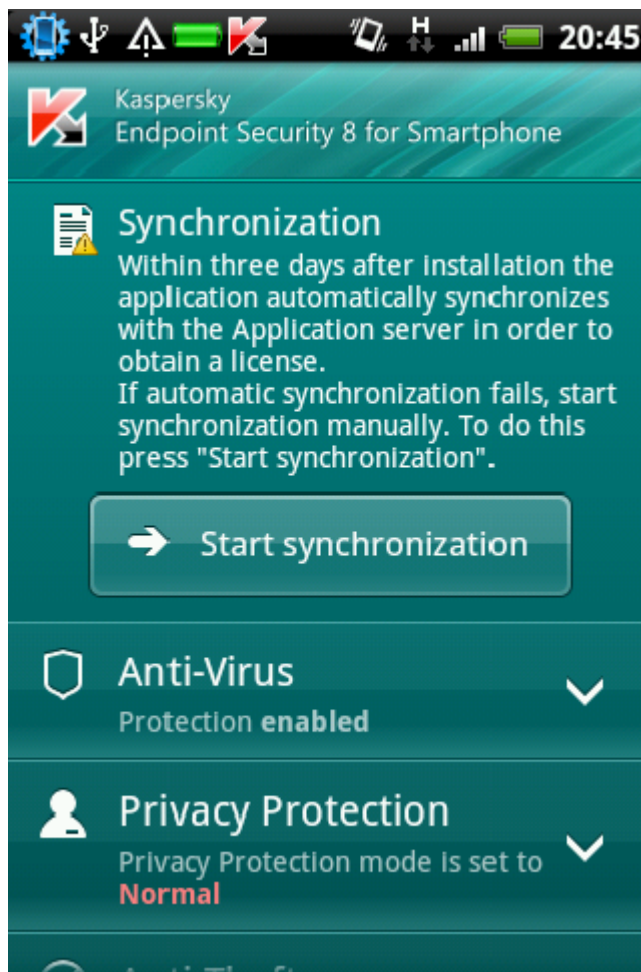 H
20:45
Kaspersky
Endpoint Security 8 for Smartphone
Synchronization
Within three days after installation the
application automatically synchronizes
with the Application server in order to
obtain a license.
If automatic synchronization fails, start
synchronization manually. To do this
press "Start synchronization".
Start synchronization
Anti-Virus
Protection enabled
Privacy Protection
Privacy Protection mode is set to
Normal
Anti-Theft